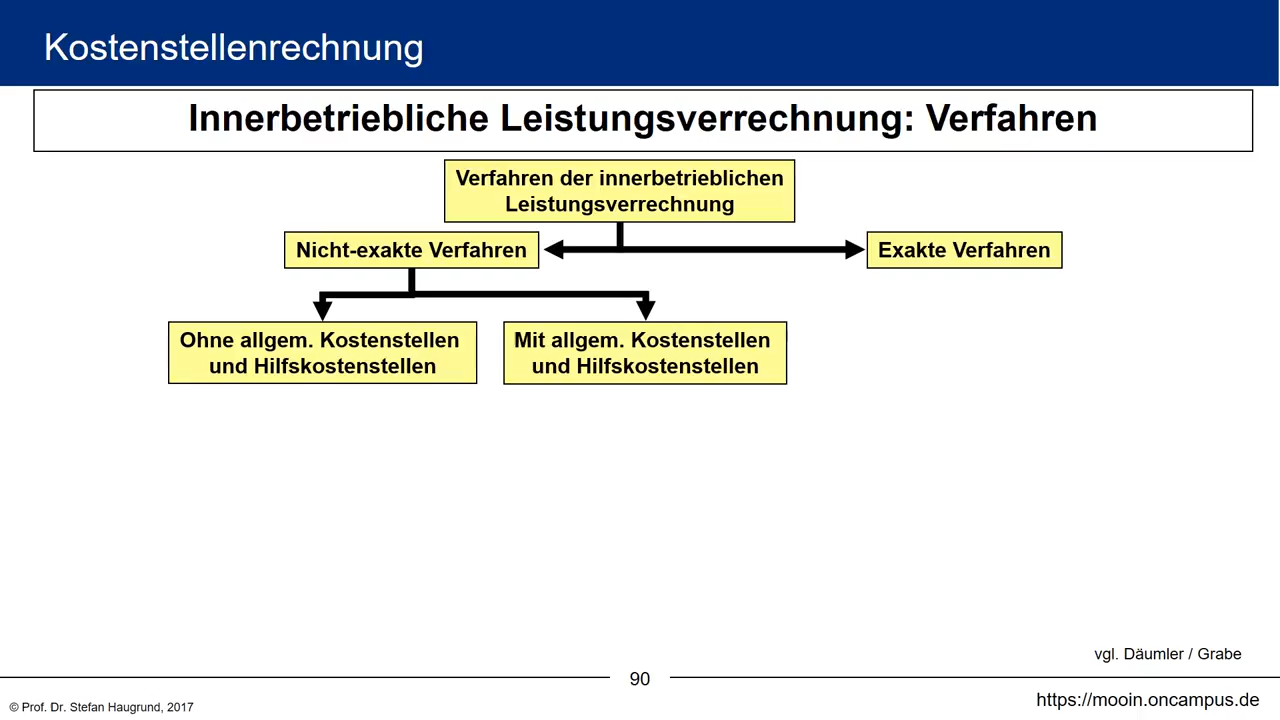 Kostenstellenrechnung
Innerbetriebliche Leistungsverrechnung: Verfahren
Verfahren der innerbetrieblichen
Leistungsverrechnung
Nicht-exakte Verfahren
Exakte Verfahren
Ohne allgem. Kostenstellen
und Hilfskostenstellen
Mit allgem. Kostenstellen
und Hilfskostenstellen
vgl. Däumler / Grabe
90
© Prof. Dr. Stefan Haugrund, 2017
https://mooin.oncampus.de